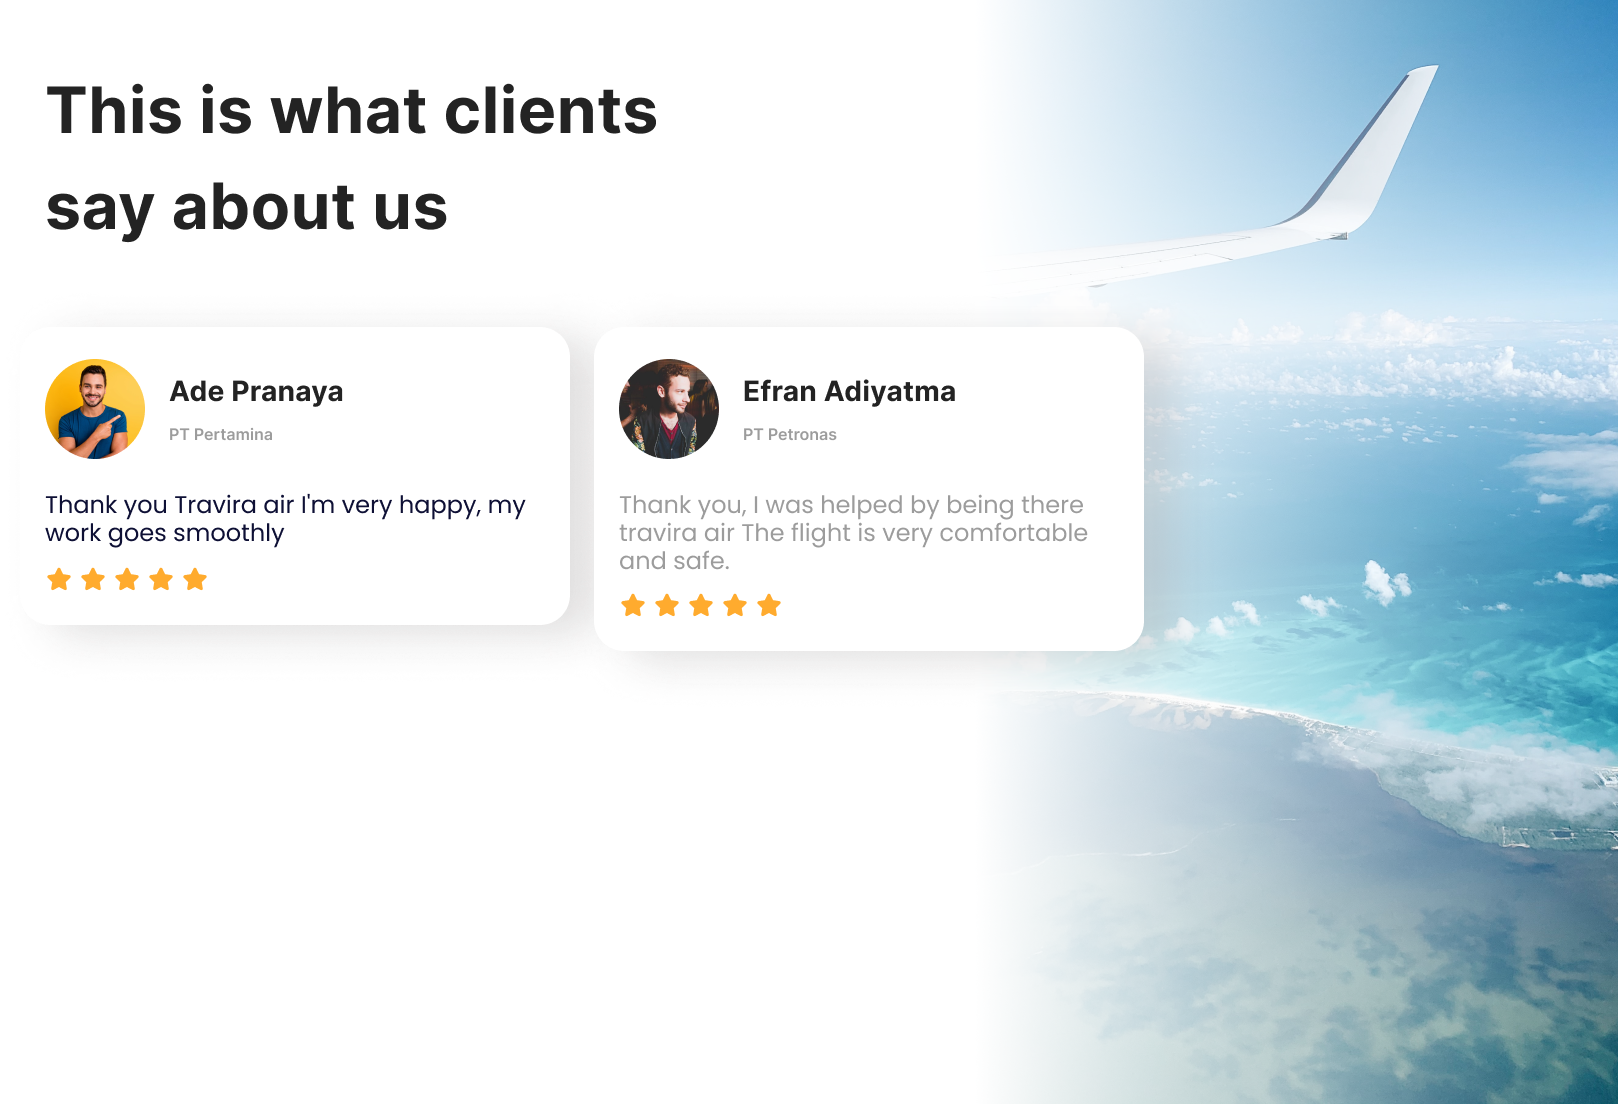 This is what clients
say about us
Ade Pranaya
PT Pertamina
Thank you Travira air I'm very happy, my
work goes smoothly
Efran Adiyatma
PT Petronas
Thank you, I was helped by being there
travira air The flight is very comfortable
and safe.